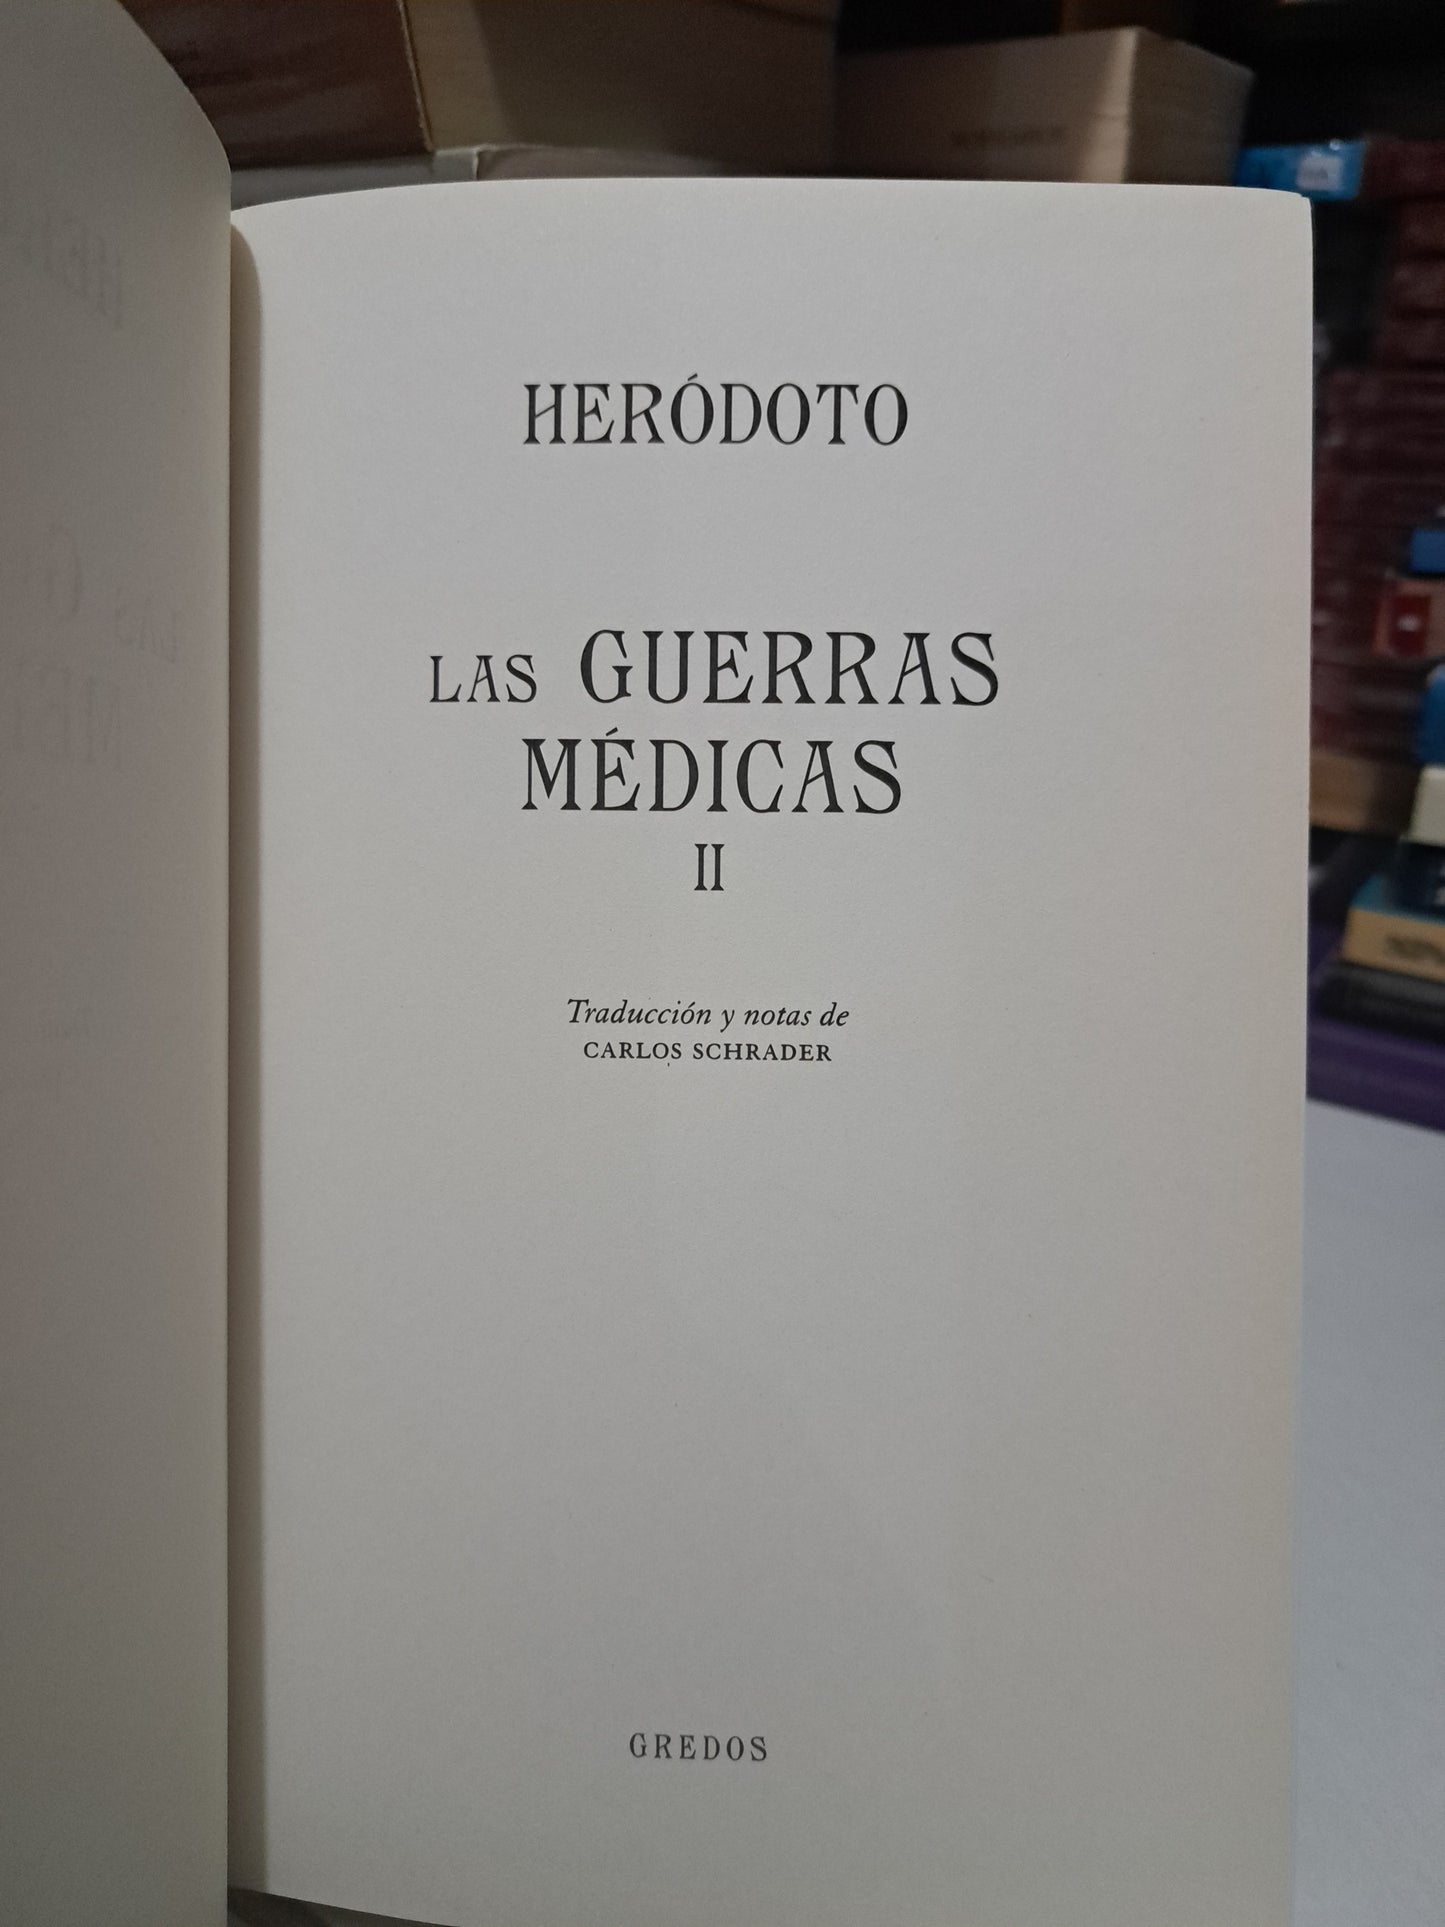 HERÓDOTO
LAS GUERRAS
MÉDICAS
II
Traducción y notas de
CARLOS SCHRADER
GREDOS